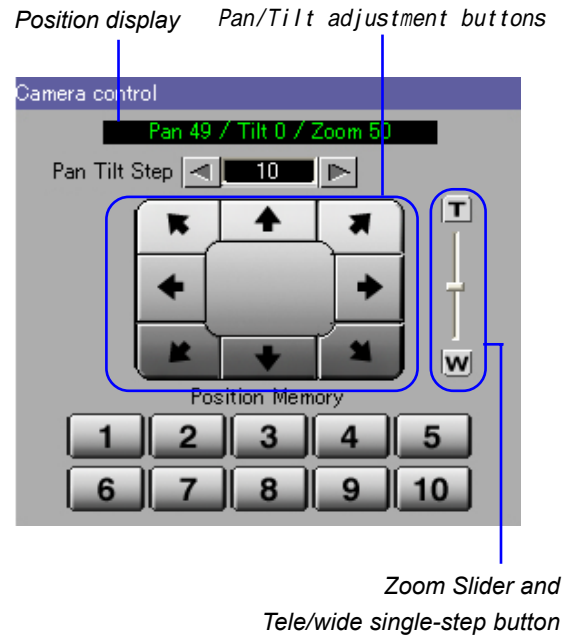 Position display Pan/Tilt adjustment buttons
Camera control
Pan 49 / Tilt 0 / Zoom 50
Pan Tilt Step 10
T
W
Position Memory
1 2 3 4 5
6 7 8 9 10
Zoom Slider and
Tele/wide single-step button